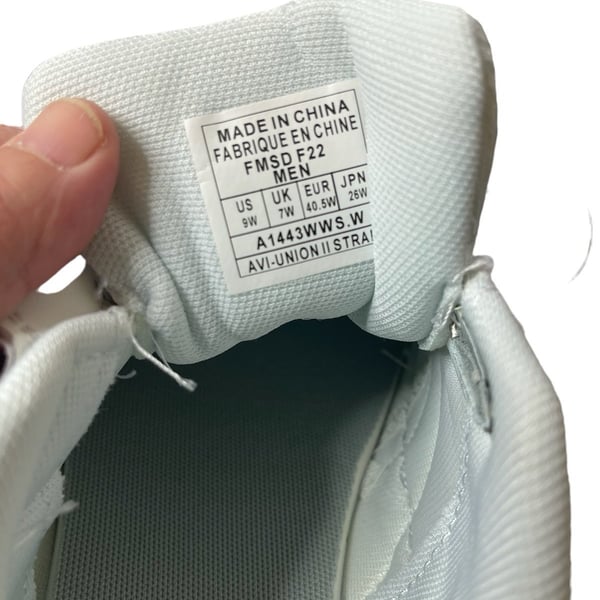 MADE IN CHINA
FABRIQUE EN CHINE
FMSD F22
MEN
US UK EUR JPN
9W 7W 40.5W 26W
A1443WWS.W
AVI-UNION II STRA